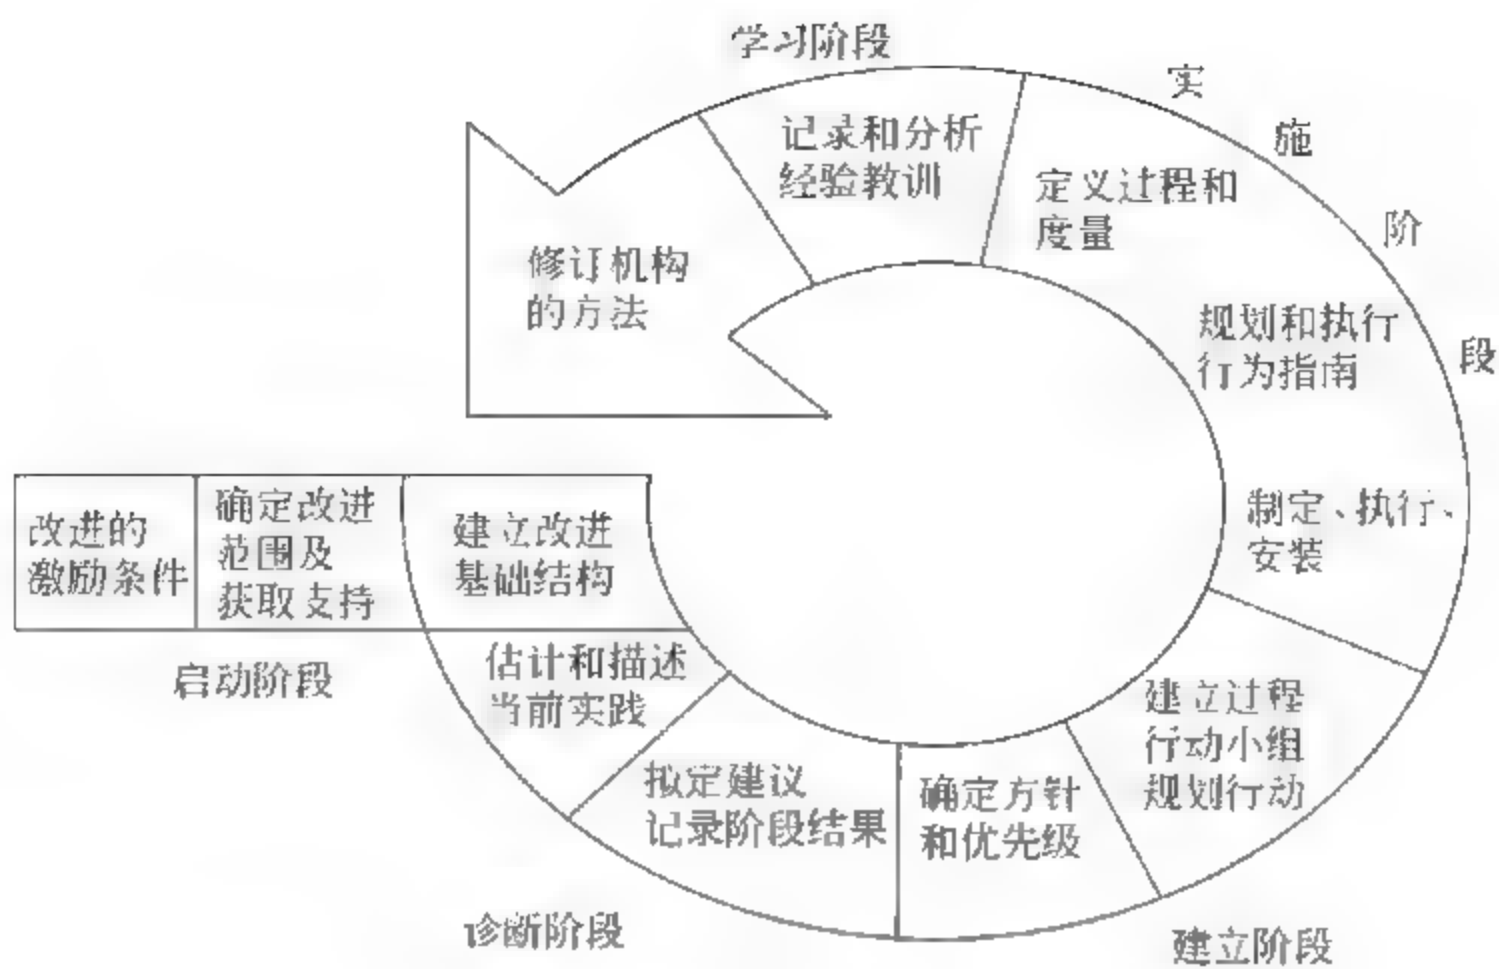 学习阶段
实
施
阶
段
记录和分析
经验教训
定义过程和
度量
修订机构
的方法
规划和执行
行为指南
制定、执行、
安装
改进的
激励条件
确定改进
范围及
获取支持
建立改进
基础结构
启动阶段
估计和描述
当前实践
拟定建议
记录阶段结果
确定方针
和优先级
建立过程
行动小组
规划行动
诊断阶段
建立阶段